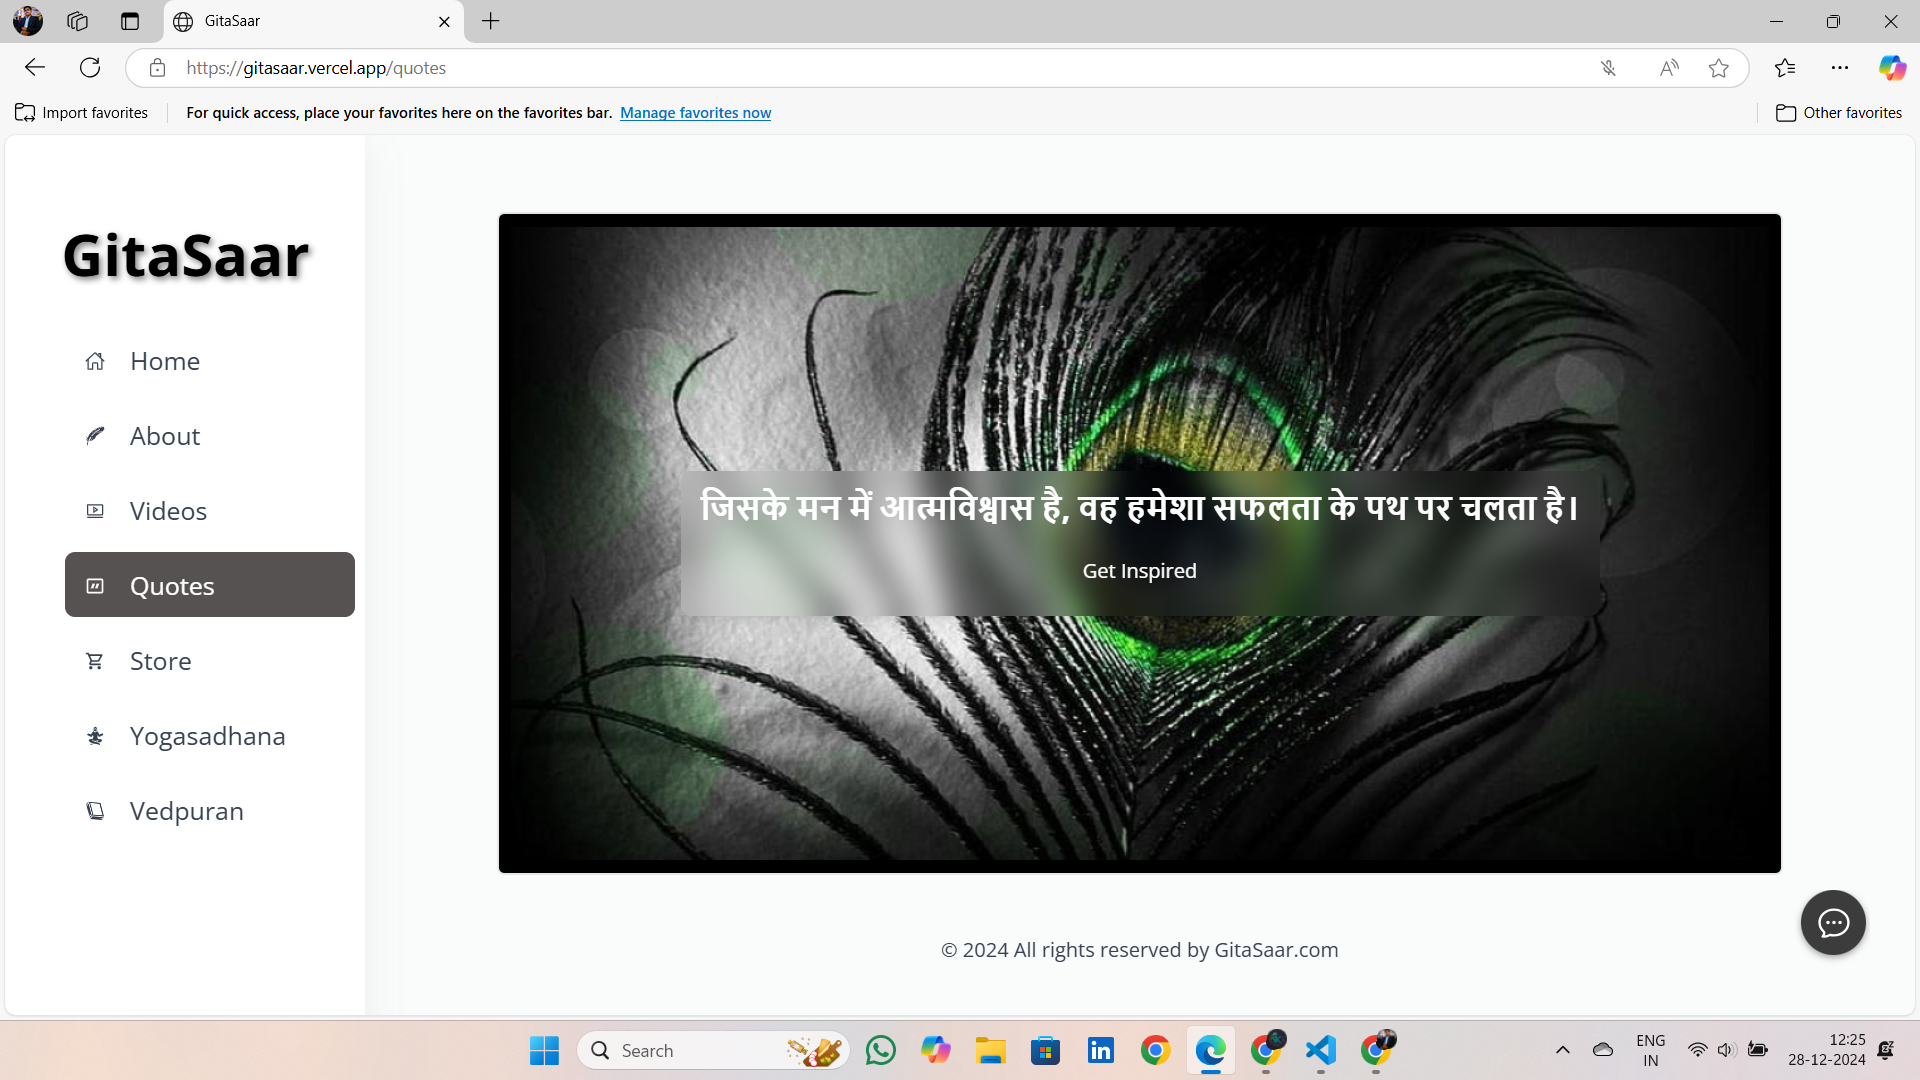 GitaSaar
https://gitasaar.vercel.app/quotes
Import favorites
For quick access, place your favorites here on the favorites bar. Manage favorites now
Other favorites
GitaSaar
Home
About
Videos
Quotes
Store
Yogasadhana
Vedpuran
जिसके मन में आत्मविश्वास है, वह हमेशा सफलता के पथ पर चलता है।
Get Inspired
© 2024 All rights reserved by GitaSaar.com
Search
ENG
IN
12:25
28-12-2024